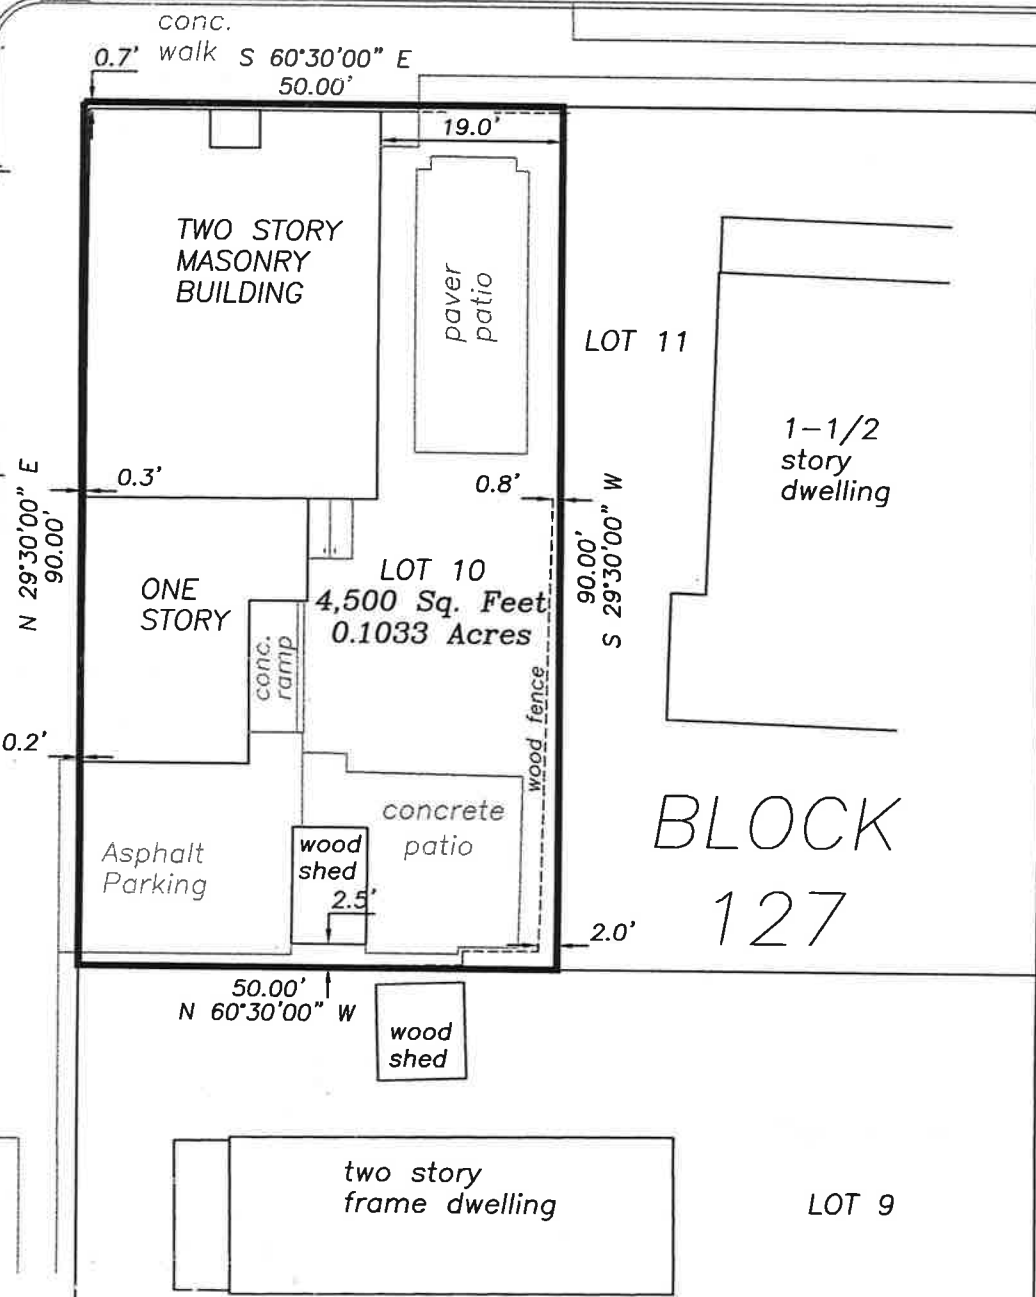 conc.
walk
0.7'
S 60°30'00" E
50.00'
19.0'
TWO STORY
MASONRY
BUILDING
paver
patio
LOT 11
1-1/2
story
dwelling
0.3'
0.8'
N 29°30'00" E
90.00'
90.00'
S 29°30'00" W
ONE
STORY
LOT 10
4,500 Sq. Feet
0.1033 Acres
conc.
ramp
wood fence
0.2'
BLOCK
127
concrete
patio
Asphalt
Parking
wood
shed
2.5'
2.0'
50.00'
N 60°30'00" W
wood
shed
two story
frame dwelling
LOT 9